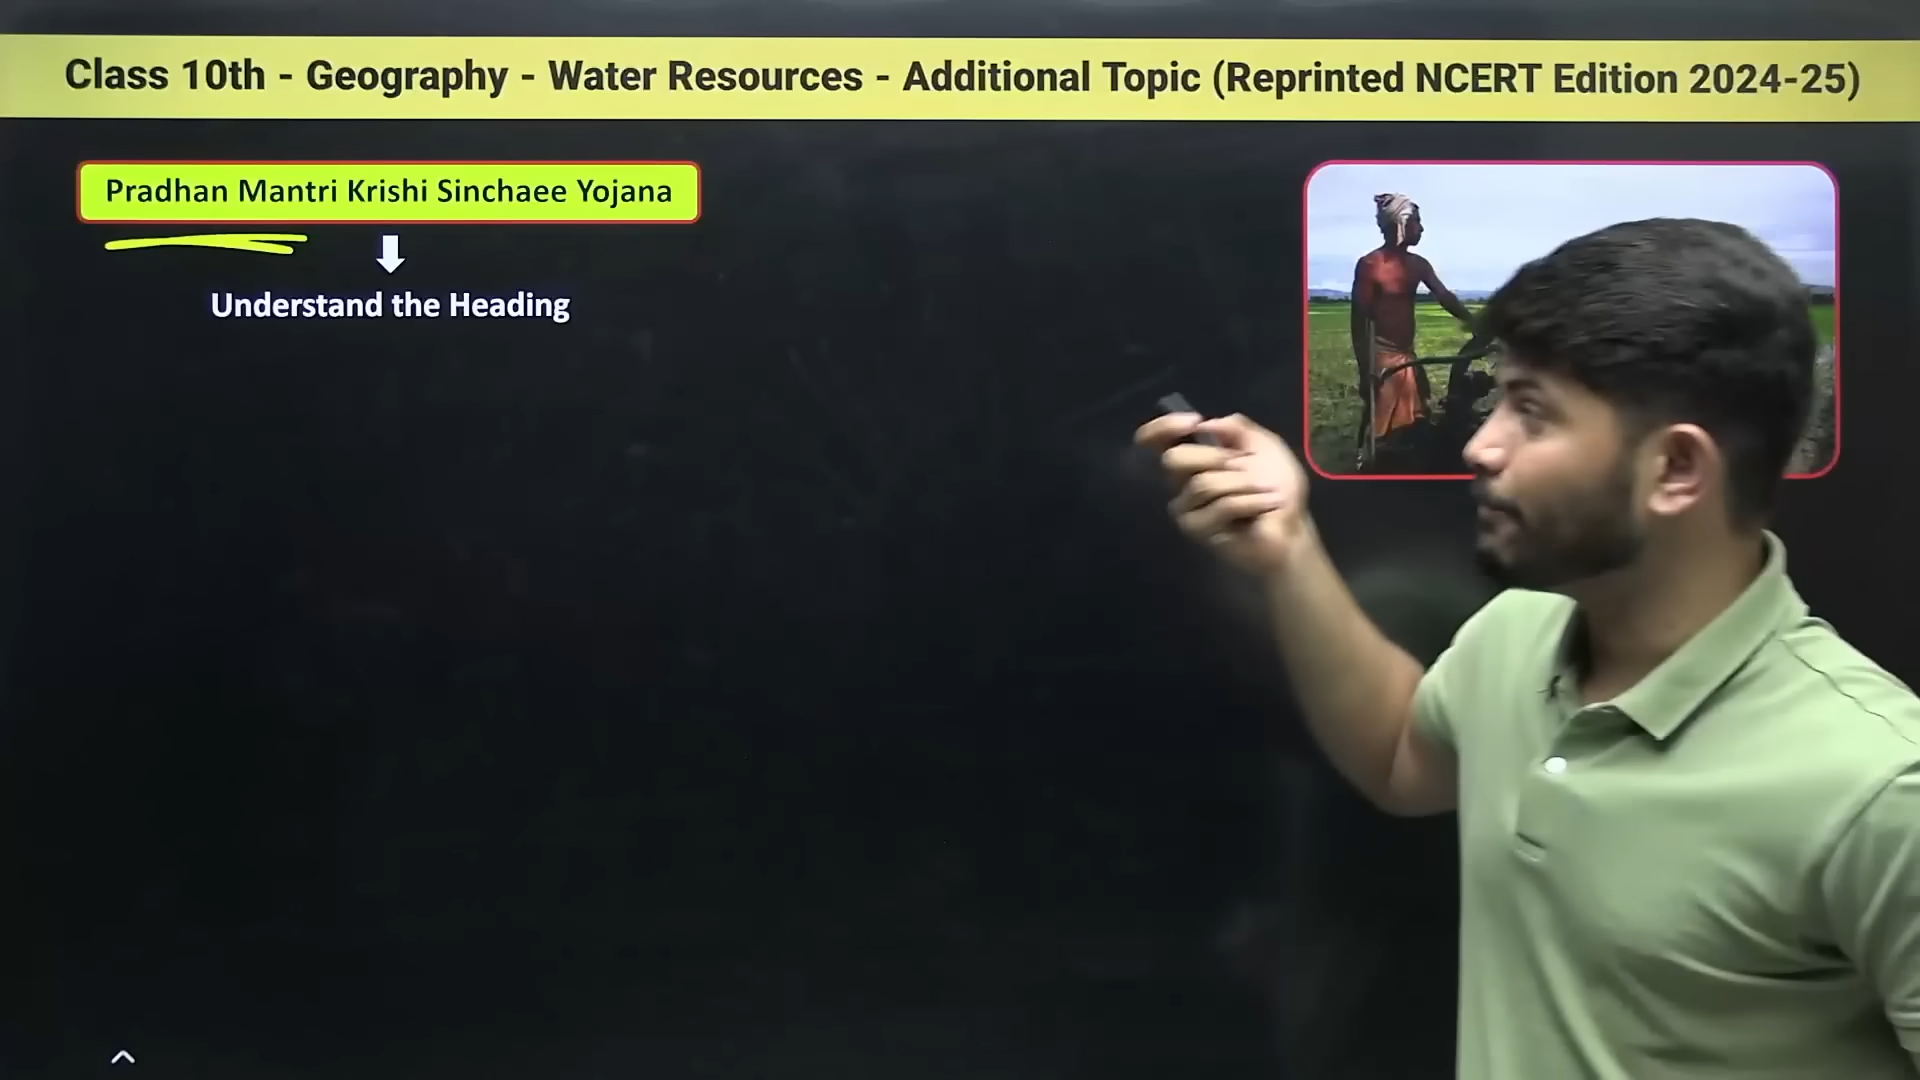 Class 10th - Geography - Water Resources - Additional Topic (Reprinted NCERT Edition 2024-25)
Pradhan Mantri Krishi Sinchaee Yojana
Understand the Heading